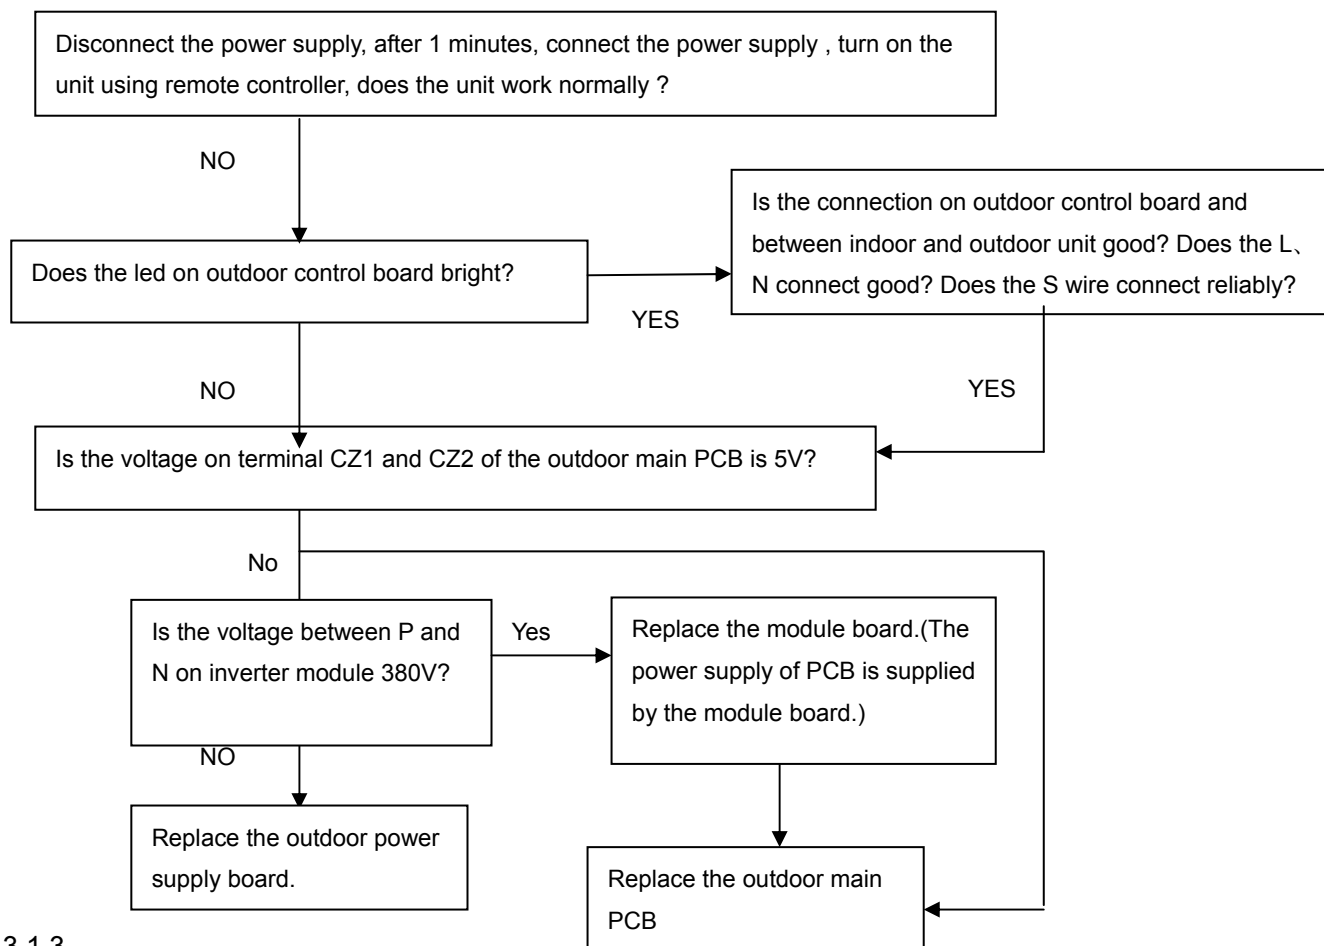 Disconnect the power supply, after 1 minutes, connect the power supply , turn on the
unit using remote controller, does the unit work normally ?
NO
Is the connection on outdoor control board and
between indoor and outdoor unit good? Does the L、
N connect good? Does the S wire connect reliably?
Does the led on outdoor control board bright?
YES
NO
YES
Is the voltage on terminal CZ1 and CZ2 of the outdoor main PCB is 5V?
No
Is the voltage between P and
N on inverter module 380V?
Yes
Replace the module board.(The
power supply of PCB is supplied
by the module board.)
NO
Replace the outdoor power
supply board.
Replace the outdoor main
PCB
3.1.3